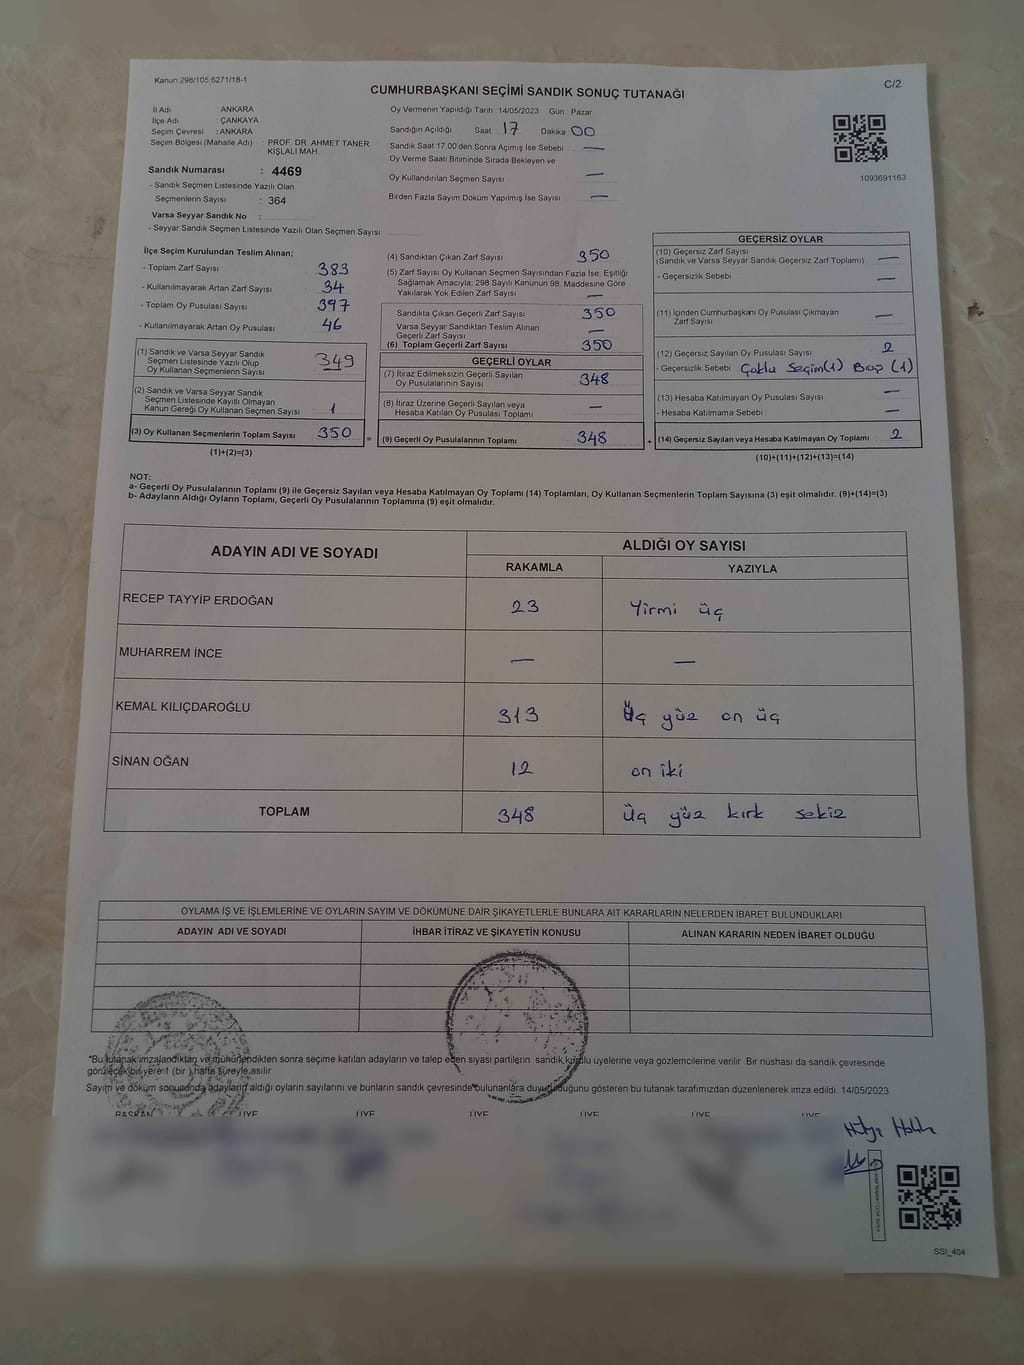 Kanun:298/105;6271/18-1
C/2
CUMHURBAŞKANI SEÇİMİ SANDIK SONUÇ TUTANAĞI
İl Adı : ANKARA
İlçe Adı : ÇANKAYA
Seçim Çevresi : ANKARA
Seçim Bölgesi (Mahalle Adı) : PROF. DR. AHMET TANER KIŞLALI MAH.
Sandık Numarası : 4469
- Sandık Seçmen Listesinde Yazılı Olan
Seçmenlerin Sayısı : 364
Varsa Seyyar Sandık No :
- Seyyar Sandık Seçmen Listesinde Yazılı Olan Seçmen Sayısı:
Oy Vermenin Yapıldığı Tarih :14/05/2023 Gün : Pazar
Sandığın Açıldığı Saat 17 Dakika 00
Sandık Saat 17.00'den Sonra Açımış İse Sebebi —
Oy Verme Saati Bitiminde Sırada Bekleyen ve
Oy Kullandırılan Seçmen Sayısı —
Birden Fazla Sayım Döküm Yapılmış İse Sayısı —
1093691163
İlçe Seçim Kurulundan Teslim Alınan;
- Toplam Zarf Sayısı : 383
- Kullanılmayarak Artan Zarf Sayısı : 34
- Toplam Oy Pusulası Sayısı : 397
- Kullanılmayarak Artan Oy Pusulası : 46
(1) Sandık ve Varsa Seyyar Sandık
Seçmen Listesinde Yazılı Olup
Oy Kullanan Seçmenlerin Sayısı : 349
(2) Sandık ve Varsa Seyyar Sandık
Seçmen Listesinde Kayıtlı Olmayan
Kanun Gereği Oy Kullanan Seçmen Sayısı : 1
(3) Oy Kullanan Seçmenlerin Toplam Sayısı : 350
(1)+(2)=(3)
(4) Sandıktan Çıkan Zarf Sayısı : 350
(5) Zarf Sayısı Oy Kullanan Seçmen Sayısından Fazla İse, Eşitliği
Sağlamak Amacıyla; 298 Sayılı Kanunun 98. Maddesine Göre
Yakılarak Yok Edilen Zarf Sayısı : —
Sandıkta Çıkan Geçerli Zarf Sayısı : 350
Varsa Seyyar Sandıktan Teslim Alınan
Geçerli Zarf Sayısı : —
(6) Toplam Geçerli Zarf Sayısı : 350
GEÇERLİ OYLAR
(7) İtiraz Edilmeksizin Geçerli Sayılan
Oy Pusulalarının Sayısı : 348
(8) İtiraz Üzerine Geçerli Sayılan veya
Hesaba Katılan Oy Pusulası Toplamı : —
= (9) Geçerli Oy Pusulalarının Toplamı : 348
GEÇERSİZ OYLAR
(10) Geçersiz Zarf Sayısı
(Sandık ve Varsa Seyyar Sandık Geçersiz Zarf Toplamı) : —
- Geçersizlik Sebebi : —
(11) İçinden Cumhurbaşkanı Oy Pusulası Çıkmayan
Zarf Sayısı : —
(12) Geçersiz Sayılan Oy Pusulası Sayısı : 2
- Geçersizlik Sebebi : Çoklu Seçim(1) Boş (1)
(13) Hesaba Katılmayan Oy Pusulası Sayısı : —
- Hesaba Katılmama Sebebi : —
+ (14) Geçersiz Sayılan veya Hesaba Katılmayan Oy Toplamı : 2
(10)+(11)+(12)+(13)=(14)
NOT:
a- Geçerli Oy Pusulalarının Toplamı (9) ile Geçersiz Sayılan veya Hesaba Katılmayan Oy Toplamı (14) Toplamları, Oy Kullanan Seçmenlerin Toplam Sayısına (3) eşit olmalıdır. (9)+(14)=(3)
b- Adayların Aldığı Oyların Toplamı, Geçerli Oy Pusulalarının Toplamına (9) eşit olmalıdır.
ADAYIN ADI VE SOYADI ALDIĞI OY SAYISI
RAKAMLA YAZIYLA
RECEP TAYYİP ERDOĞAN 23 Yirmi üç
MUHARREM İNCE — —
KEMAL KILIÇDAROĞLU 313 Üç yüz on üç
SİNAN OĞAN 12 on iki
TOPLAM 348 Üç yüz kırk sekiz
OYLAMA İŞ VE İŞLEMLERİNE VE OYLARIN SAYIM VE DÖKÜMÜNE DAİR ŞİKAYETLERLE BUNLARA AİT KARARLARIN NELERDEN İBARET BULUNDUKLARI
ADAYIN ADI VE SOYADI İHBAR İTİRAZ VE ŞİKAYETİN KONUSU ALINAN KARARIN NEDEN İBARET OLDUĞU
*Bu tutanak imzalandıktan ve mühürlendikten sonra seçime katılan adayların ve talep eden siyasi partilerin sandık kurulu üyelerine veya gözlemcilerine verilir. Bir nüshası da sandık çevresinde
görülecek bir yere 1 (bir ) hafta süreyle asılır.
Sayım ve döküm sonucunda adayların aldığı oyların sayılarını ve bunların sandık çevresinde bulunanlara duyurulduğunu gösteren bu tutanak tarafımızdan düzenlenerek imza edildi. 14/05/2023
BAŞKAN ÜYE ÜYE ÜYE ÜYE ÜYE ÜYE
SSI_404